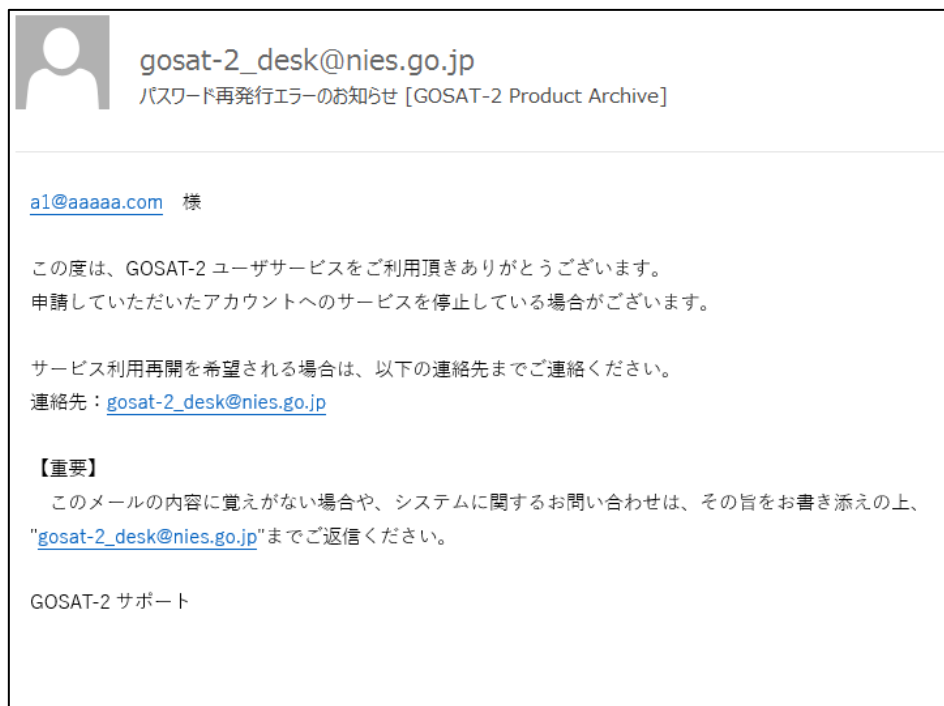 gosat-2_desk@nies.go.jp
パスワード再発行エラーのお知らせ [GOSAT-2 Product Archive]
a1@aaaaa.com　様
この度は、GOSAT-2 ユーザサービスをご利用頂きありがとうございます。
申請していただいたアカウントへのサービスを停止している場合がございます。
サービス利用再開を希望される場合は、以下の連絡先までご連絡ください。
連絡先：gosat-2_desk@nies.go.jp
【重要】
　このメールの内容に覚えがない場合や、システムに関するお問い合わせは、その旨をお書き添えの上、
"gosat-2_desk@nies.go.jp"までご返信ください。
GOSAT-2 サポート